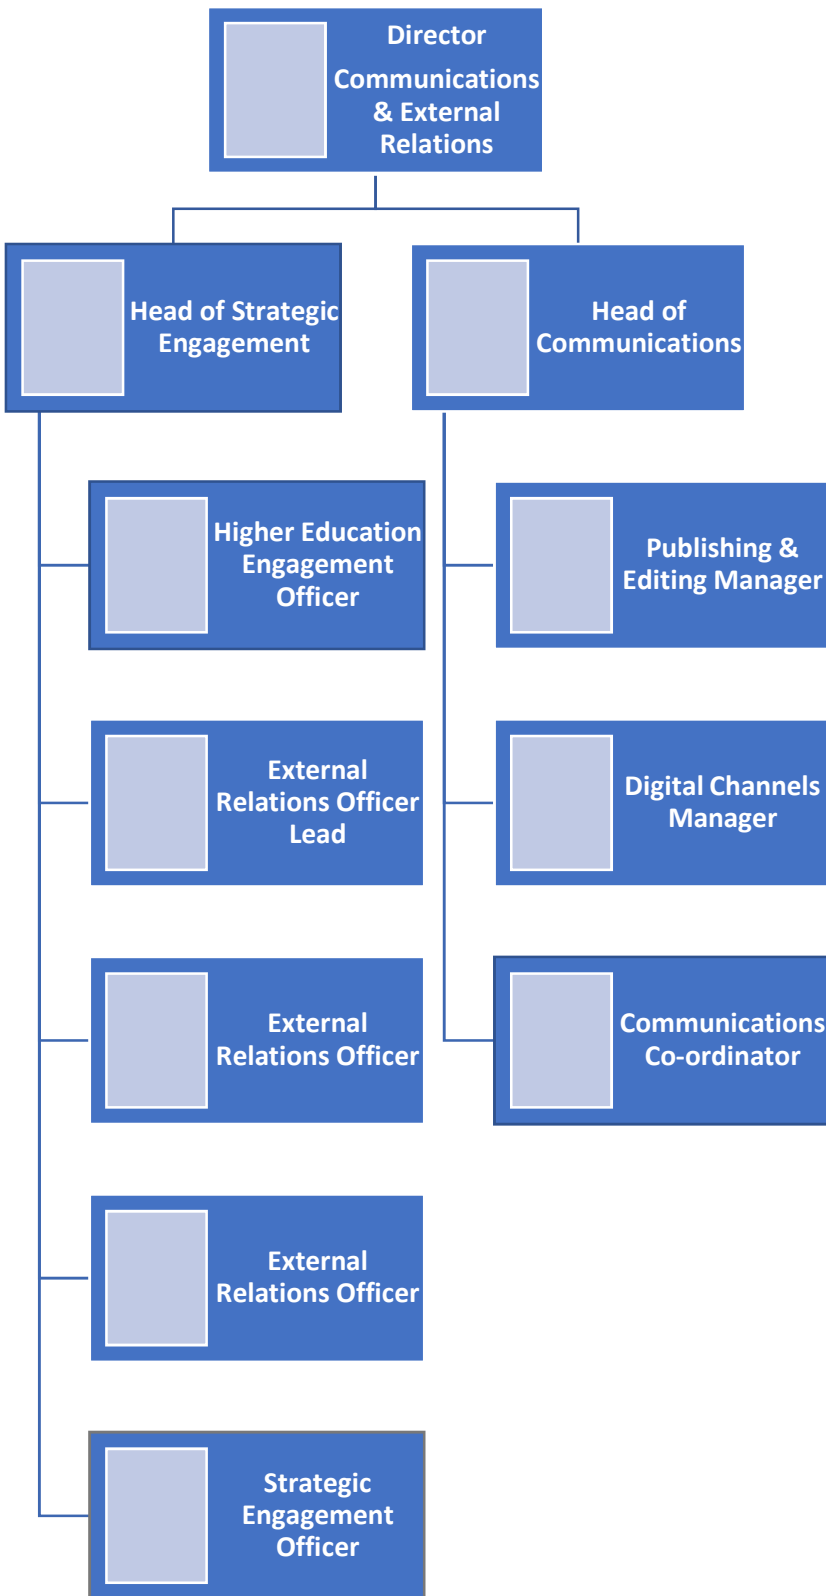 Director
Communications
& External
Relations
Head of Strategic
Engagement
Head of
Communications
Higher Education
Engagement
Officer
External
Relations Officer
Lead
External
Relations Officer
External
Relations Officer
Strategic
Engagement
Officer
Publishing &
Editing Manager
Digital Channels
Manager
Communications
Co-ordinator